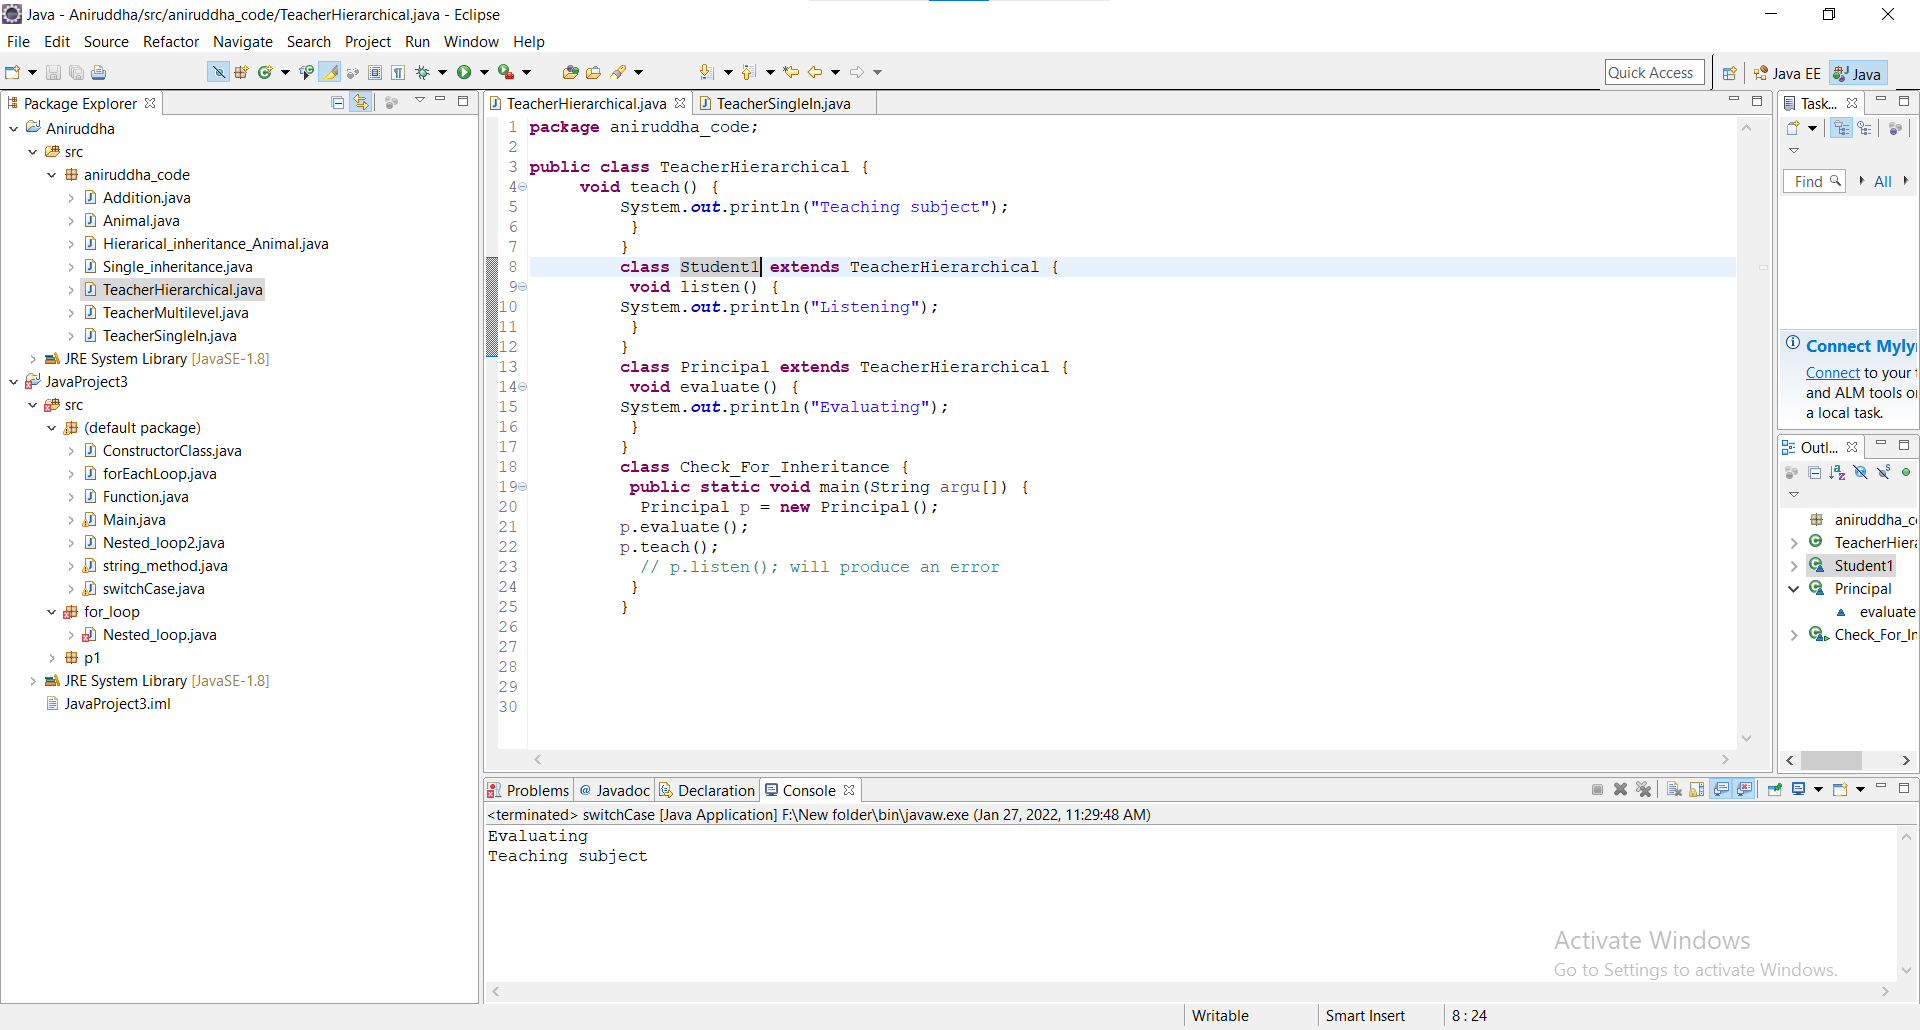 Java - Aniruddha/src/aniruddha_code/TeacherHierarchical.java - Eclipse
File Edit Source Refactor Navigate Search Project Run Window Help
Quick Access
Java EE
Java
Package Explorer
Aniruddha
src
aniruddha_code
Addition.java
Animal.java
Hierarical_inheritance_Animal.java
Single_inheritance.java
TeacherHierarchical.java
TeacherMultilevel.java
TeacherSingleIn.java
JRE System Library [JavaSE-1.8]
JavaProject3
src
(default package)
ConstructorClass.java
forEachLoop.java
Function.java
Main.java
Nested_loop2.java
string_method.java
switchCase.java
for_loop
Nested_loop.java
p1
JRE System Library [JavaSE-1.8]
JavaProject3.iml
TeacherHierarchical.java
TeacherSingleIn.java
1 package aniruddha_code;
2
3 public class TeacherHierarchical {
4 void teach() {
5 System.out.println("Teaching subject");
6 }
7 }
8 class Student1 extends TeacherHierarchical {
9 void listen() {
10 System.out.println("Listening");
11 }
12 }
13 class Principal extends TeacherHierarchical {
14 void evaluate() {
15 System.out.println("Evaluating");
16 }
17 }
18 class Check_For_Inheritance {
19 public static void main(String argu[]) {
20 Principal p = new Principal();
21 p.evaluate();
22 p.teach();
23 // p.listen(); will produce an error
24 }
25 }
26
27
28
29
30
Task...
Find
All
Connect Myly
Connect to your
and ALM tools o
a local task.
Outl...
aniruddha_c
TeacherHiera
Student1
Principal
evaluate
Check_For_In
Problems
@ Javadoc
Declaration
Console
<terminated> switchCase [Java Application] F:\New folder\bin\javaw.exe (Jan 27, 2022, 11:29:48 AM)
Evaluating
Teaching subject
Activate Windows
Go to Settings to activate Windows.
Writable
Smart Insert
8 : 24